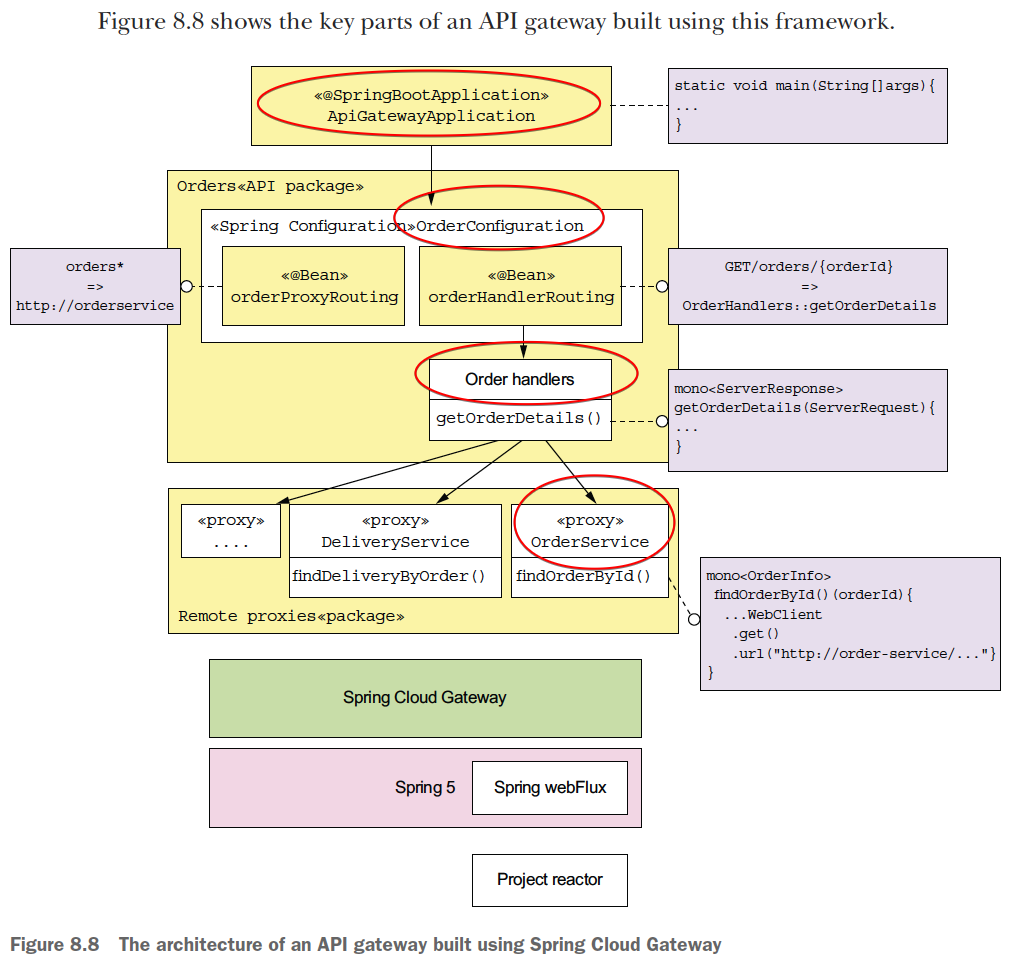 Figure 8.8 shows the key parts of an API gateway built using this framework.
«@SpringBootApplication»
ApiGatewayApplication
static void main(String[]args){
...
}
Orders«API package»
«Spring Configuration»OrderConfiguration
orders*
=>
http://orderservice
«@Bean»
orderProxyRouting
«@Bean»
orderHandlerRouting
GET/orders/{orderId}
=>
OrderHandlers::getOrderDetails
Order handlers
getOrderDetails()
mono<ServerResponse>
getOrderDetails(ServerRequest){
...
}
«proxy»
....
«proxy»
DeliveryService
findDeliveryByOrder()
«proxy»
OrderService
findOrderById()
Remote proxies«package»
mono<OrderInfo>
findOrderById()(orderId){
...WebClient
.get()
.url("http://order-service/..."}
}
Spring Cloud Gateway
Spring 5
Spring webFlux
Project reactor
Figure 8.8 The architecture of an API gateway built using Spring Cloud Gateway